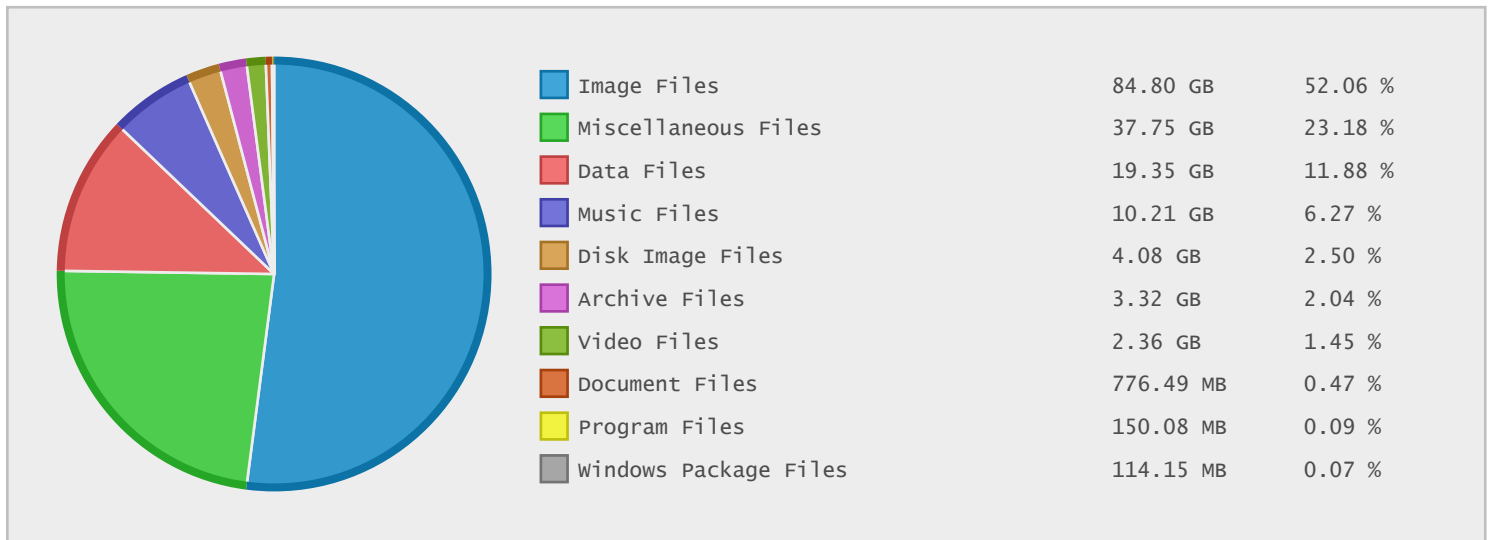 Image Files 84.80 GB 52.06 %
Miscellaneous Files 37.75 GB 23.18 %
Data Files 19.35 GB 11.88 %
Music Files 10.21 GB 6.27 %
Disk Image Files 4.08 GB 2.50 %
Archive Files 3.32 GB 2.04 %
Video Files 2.36 GB 1.45 %
Document Files 776.49 MB 0.47 %
Program Files 150.08 MB 0.09 %
Windows Package Files 114.15 MB 0.07 %